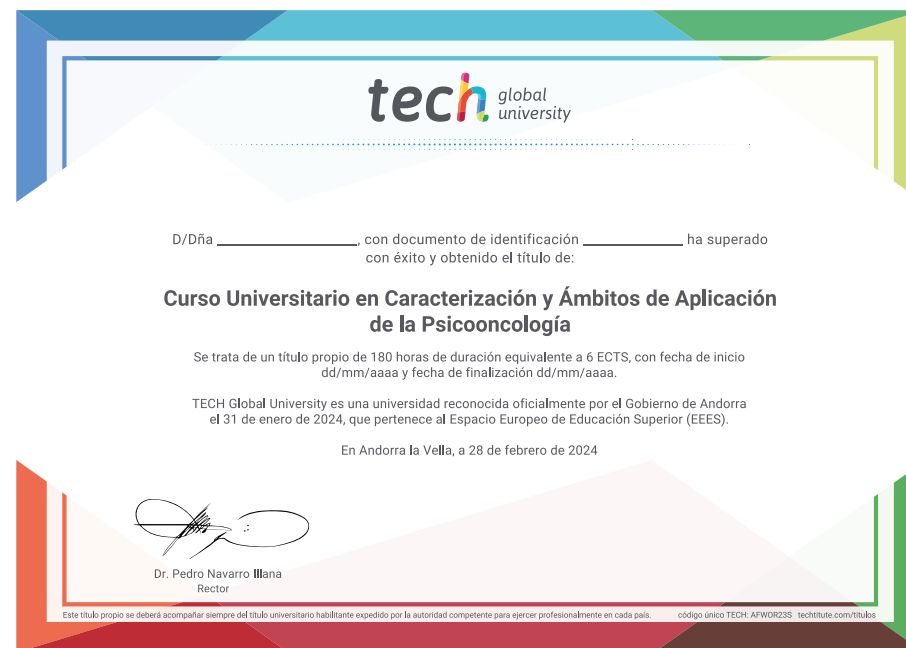 tech global university
D/Dña ____________________, con documento de identificación ______________ ha superado
con éxito y obtenido el título de:
Curso Universitario en Caracterización y Ámbitos de Aplicación
de la Psicooncología
Se trata de un título propio de 180 horas de duración equivalente a 6 ECTS, con fecha de inicio
dd/mm/aaaa y fecha de finalización dd/mm/aaaa.
TECH Global University es una universidad reconocida oficialmente por el Gobierno de Andorra
el 31 de enero de 2024, que pertenece al Espacio Europeo de Educación Superior (EEES).
En Andorra la Vella, a 28 de febrero de 2024
Dr. Pedro Navarro Illana
Rector
Este título propio se deberá acompañar siempre del título universitario habilitante expedido por la autoridad competente para ejercer profesionalmente en cada país. código único TECH: AFWOR23S techtitute.com/titulos